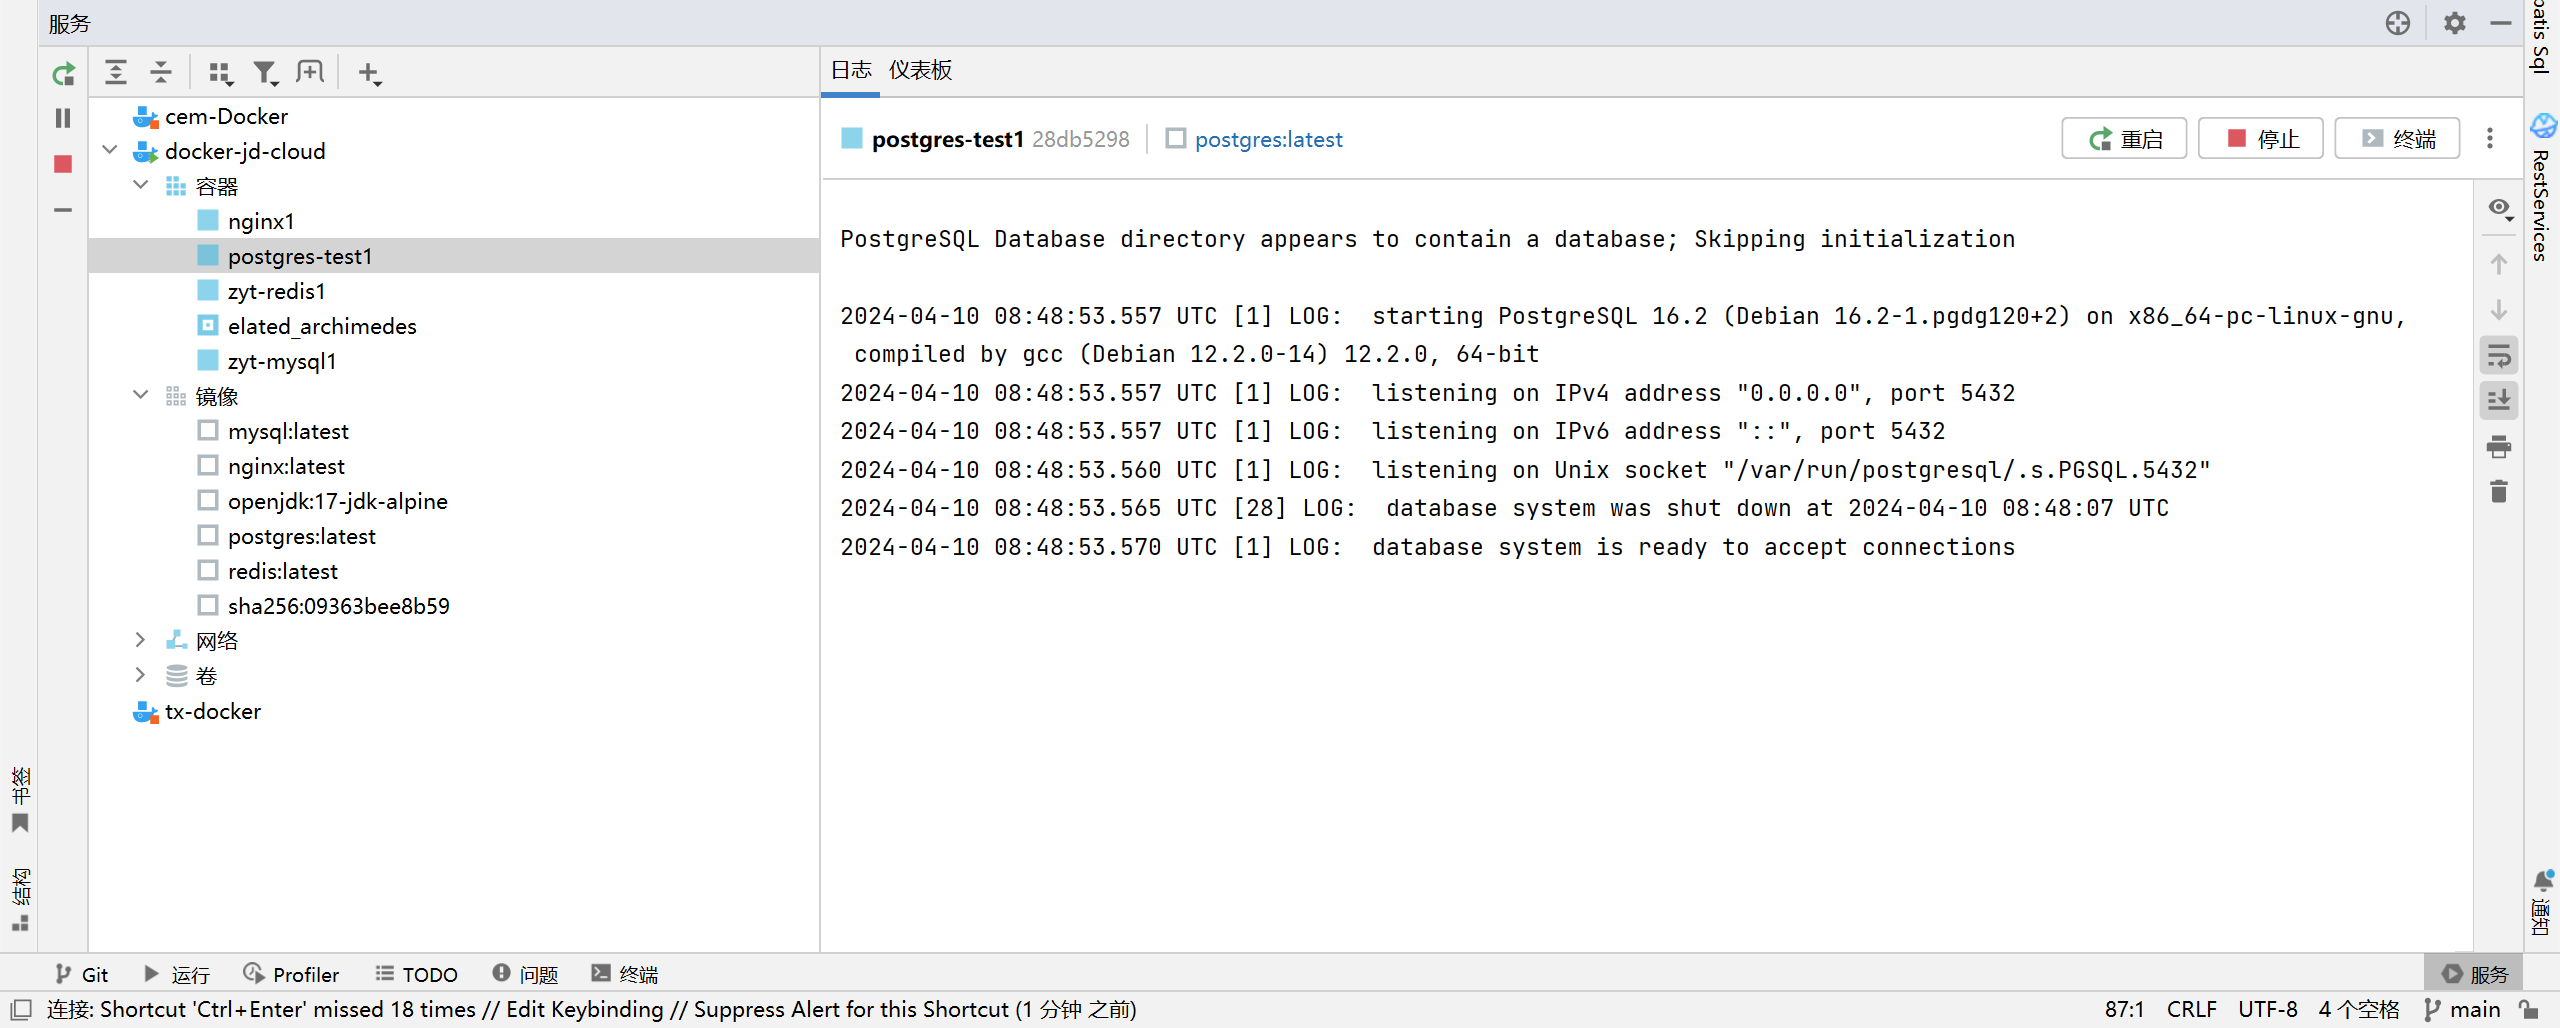 服务
日志 仪表板
cem-Docker
docker-jd-cloud
容器
nginx1
postgres-test1
zyt-redis1
elated_archimedes
zyt-mysql1
镜像
mysql:latest
nginx:latest
openjdk:17-jdk-alpine
postgres:latest
redis:latest
sha256:09363bee8b59
网络
卷
tx-docker
postgres-test1 28db5298 postgres:latest
重启 停止 终端
PostgreSQL Database directory appears to contain a database; Skipping initialization
2024-04-10 08:48:53.557 UTC [1] LOG:  starting PostgreSQL 16.2 (Debian 16.2-1.pgdg120+2) on x86_64-pc-linux-gnu,
compiled by gcc (Debian 12.2.0-14) 12.2.0, 64-bit
2024-04-10 08:48:53.557 UTC [1] LOG:  listening on IPv4 address "0.0.0.0", port 5432
2024-04-10 08:48:53.557 UTC [1] LOG:  listening on IPv6 address "::", port 5432
2024-04-10 08:48:53.560 UTC [1] LOG:  listening on Unix socket "/var/run/postgresql/.s.PGSQL.5432"
2024-04-10 08:48:53.565 UTC [28] LOG:  database system was shut down at 2024-04-10 08:48:07 UTC
2024-04-10 08:48:53.570 UTC [1] LOG:  database system is ready to accept connections
书签
结构
patis Sql
RestServices
通知
Git 运行 Profiler TODO 问题 终端
服务
连接: Shortcut 'Ctrl+Enter' missed 18 times // Edit Keybinding // Suppress Alert for this Shortcut (1 分钟 之前)
87:1 CRLF UTF-8 4 个空格 main